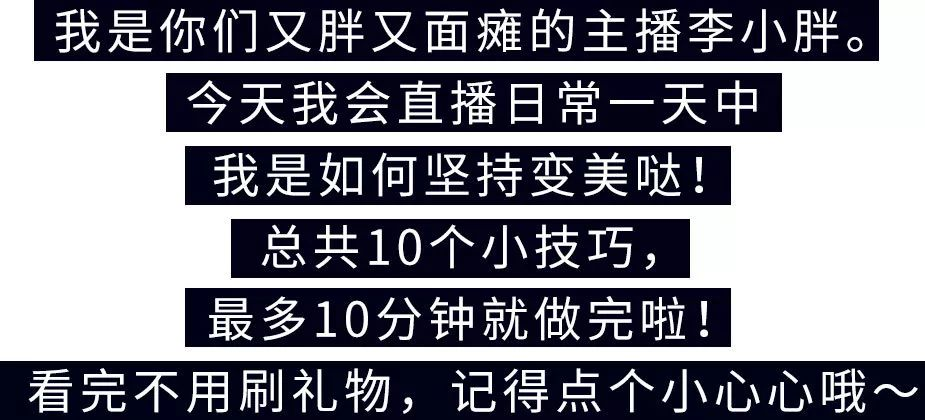 我是你们又胖又面瘫的主播李小胖。
今天我会直播日常一天中
我是如何坚持变美哒！
总共10个小技巧，
最多10分钟就做完啦！
看完不用刷礼物，记得点个小心心哦～